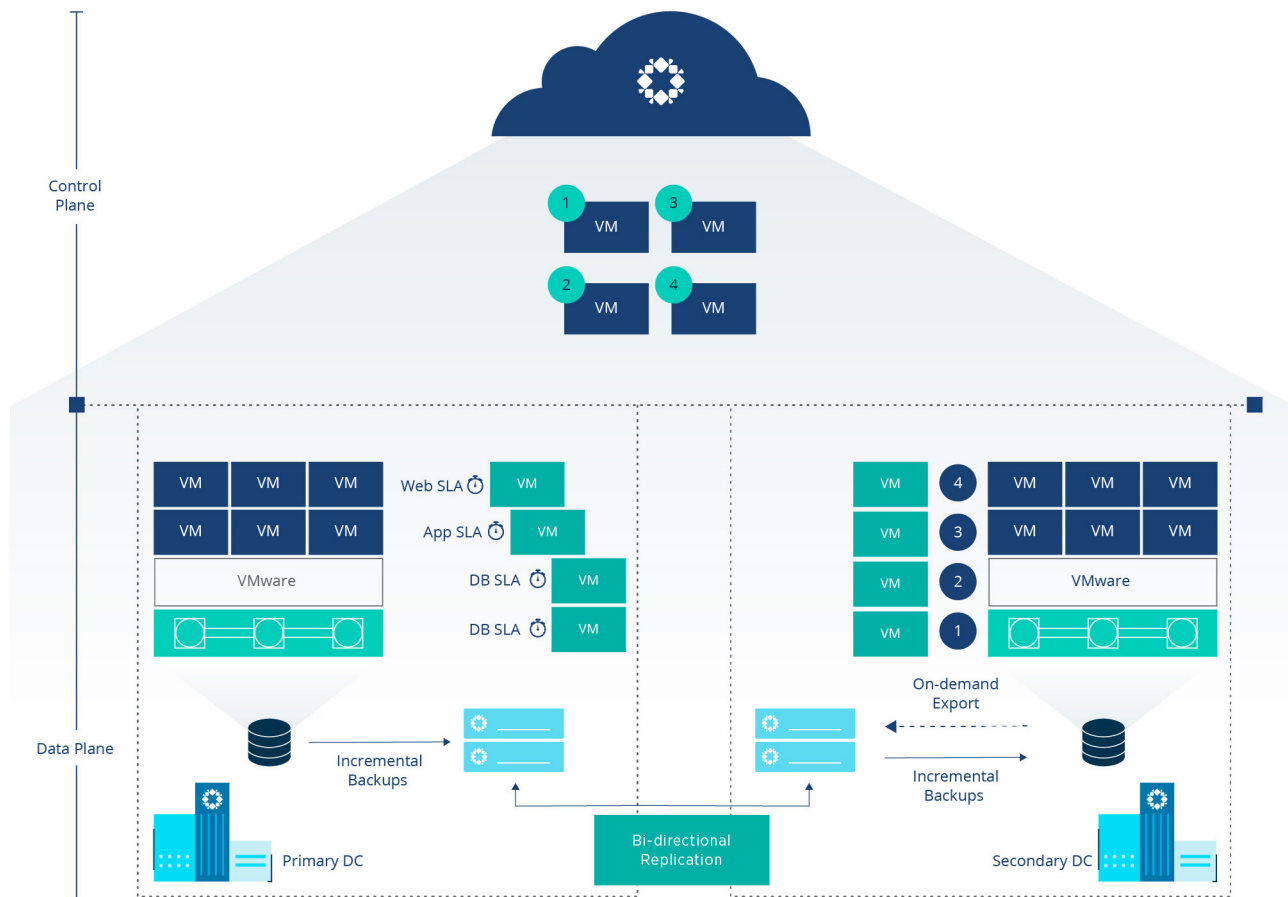 Control
Plane
1
VM
3
VM
2
VM
4
VM
VM VM VM
VM VM VM
VMware
Web SLA
VM
App SLA
VM
DB SLA
VM
DB SLA
VM
VM
4
VM
3
VM
2
VM
1
VM VM VM
VM VM VM
VMware
On-demand
Export
Data Plane
Incremental
Backups
Incremental
Backups
Bi-directional
Replication
Primary DC
Secondary DC